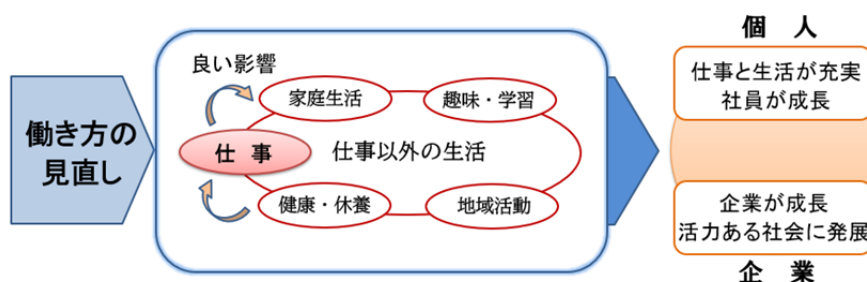 働き方の
見直し
良い影響
家庭生活
趣味・学習
仕 事
仕事以外の生活
健康・休養
地域活動
個 人
仕事と生活が充実
社員が成長
企業が成長
活力ある社会に発展
企 業